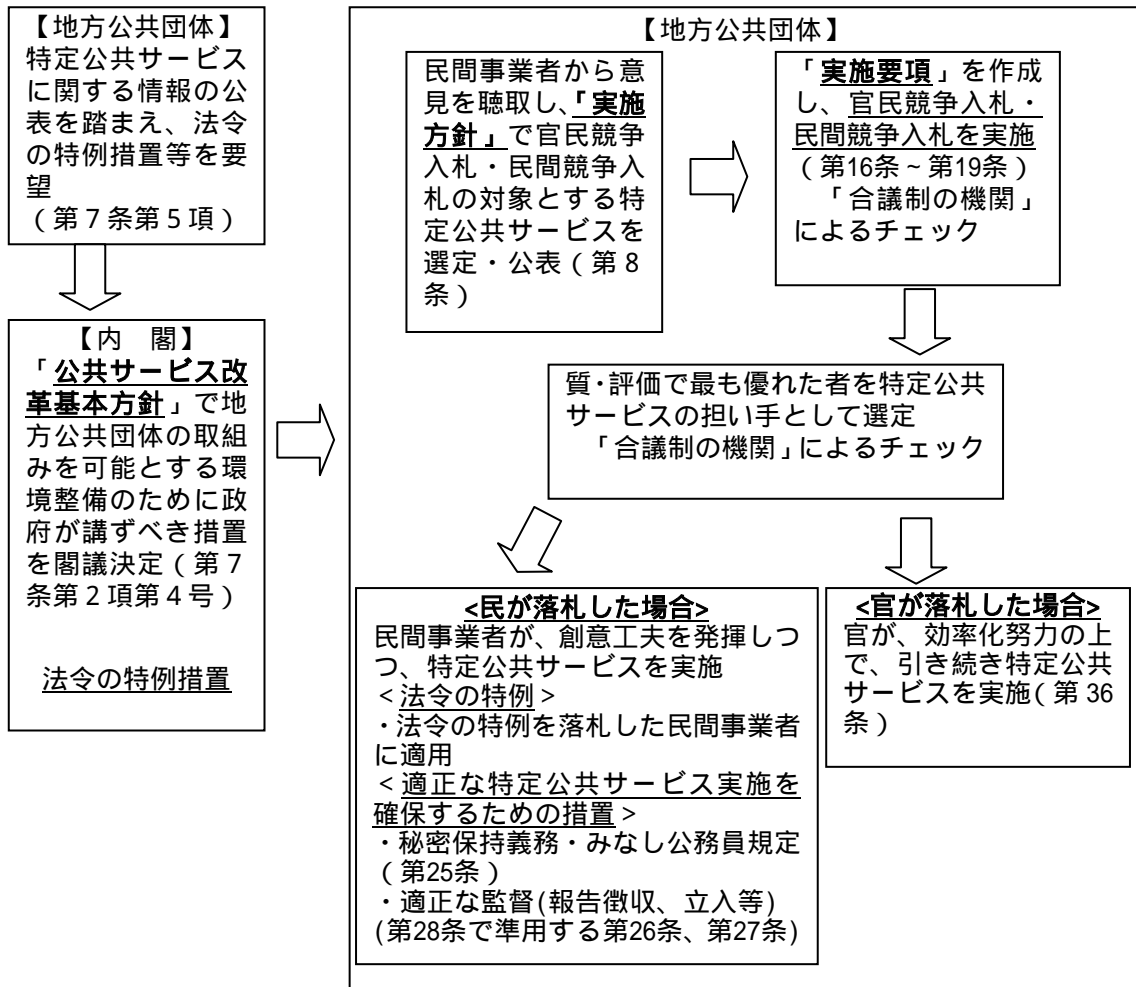 【地方公共団体】
特定公共サービス
に関する情報の公
表を踏まえ、法令
の特例措置等を要
望
（第７条第５項）
【内　閣】
「公共サービス改
革基本方針」で地
方公共団体の取組
みを可能とする環
境整備のために政
府が講ずべき措置
を閣議決定（第７
条第２項第４号）
法令の特例措置
【地方公共団体】
民間事業者から意
見を聴取し、「実施
方針」で官民競争
入札・民間競争入
札の対象とする特
定公共サービスを
選定・公表（第８
条）
「実施要項」を作成
し、官民競争入札・
民間競争入札を実施
（第16条～第19条）
「合議制の機関」
によるチェック
質・評価で最も優れた者を特定公共
サービスの担い手として選定
「合議制の機関」によるチェック
<民が落札した場合>
民間事業者が、創意工夫を発揮しつ
つ、特定公共サービスを実施
＜法令の特例＞
・法令の特例を落札した民間事業者
に適用
＜適正な特定公共サービス実施を
確保するための措置＞
・秘密保持義務・みなし公務員規定
（第25条）
・適正な監督(報告徴収、立入等)
(第28条で準用する第26条、第27条)
<官が落札した場合>
官が、効率化努力の上
で、引き続き特定公共
サービスを実施（第36
条）